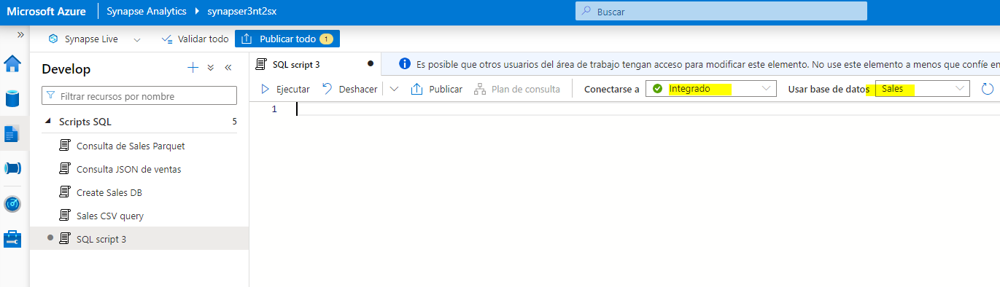 Microsoft Azure Synapse Analytics synapser3nt2sx Buscar
Synapse Live Validar todo Publicar todo 1
Develop
Filtrar recursos por nombre
Scripts SQL 5
Consulta de Sales Parquet
Consulta JSON de ventas
Create Sales DB
Sales CSV query
SQL script 3
SQL script 3 Es posible que otros usuarios del área de trabajo tengan acceso para modificar este elemento. No use este elemento a menos que confíe en
Ejecutar Deshacer Publicar Plan de consulta Conectarse a Integrado Usar base de datos Sales
1